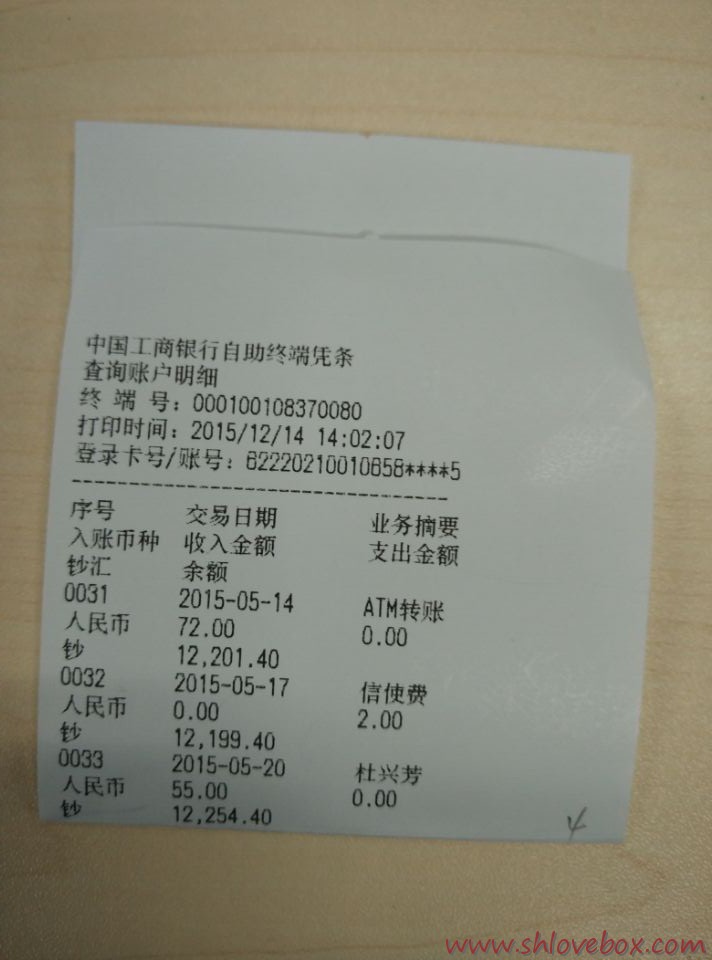 中国工商银行自助终端凭条
查询账户明细
终 端 号：000100108370080
打印时间：2015/12/14 14:02:07
登录卡号/账号：62220210010658****5
--------------------------------
序号 交易日期 业务摘要
入账币种 收入金额 支出金额
钞汇 余额
0031 2015-05-14 ATM转账
人民币 72.00 0.00
钞 12,201.40
0032 2015-05-17 信使费
人民币 0.00 2.00
钞 12,199.40
0033 2015-05-20 杜兴芳
人民币 55.00 0.00
钞 12,254.40
4
www.shlovebox.com